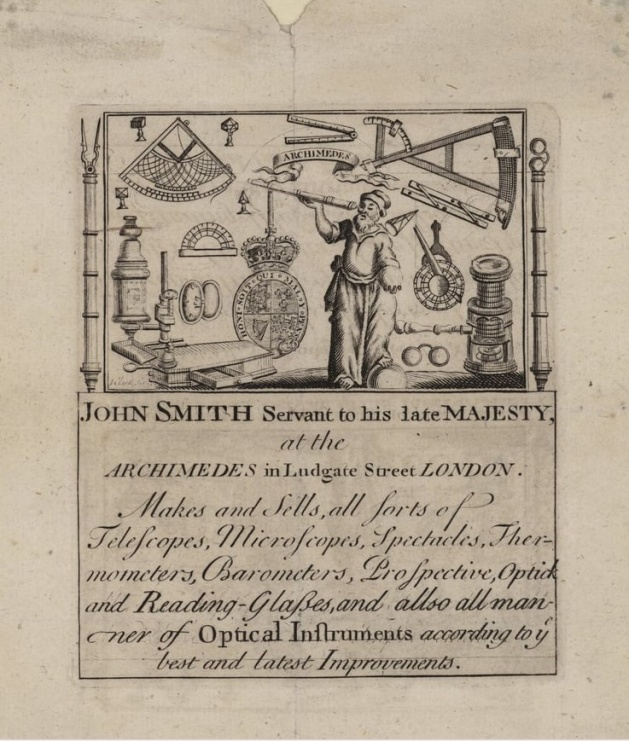 ARCHIMEDES
HONI · SOIT · QUI · MAL · Y · PENSE
JOHN SMITH Servant to his late MAJESTY,
at the
ARCHIMEDES in Ludgate Street LONDON.
Makes and Sells, all ſorts of
Teleſcopes, Microſcopes, Spectacles, Ther-
mometers, Barometers, Proſpective, Optick
and Reading-Glaſſes, and allso all man-
ner of Optical Inſtruments according to yͤ
best and latest Improvements.